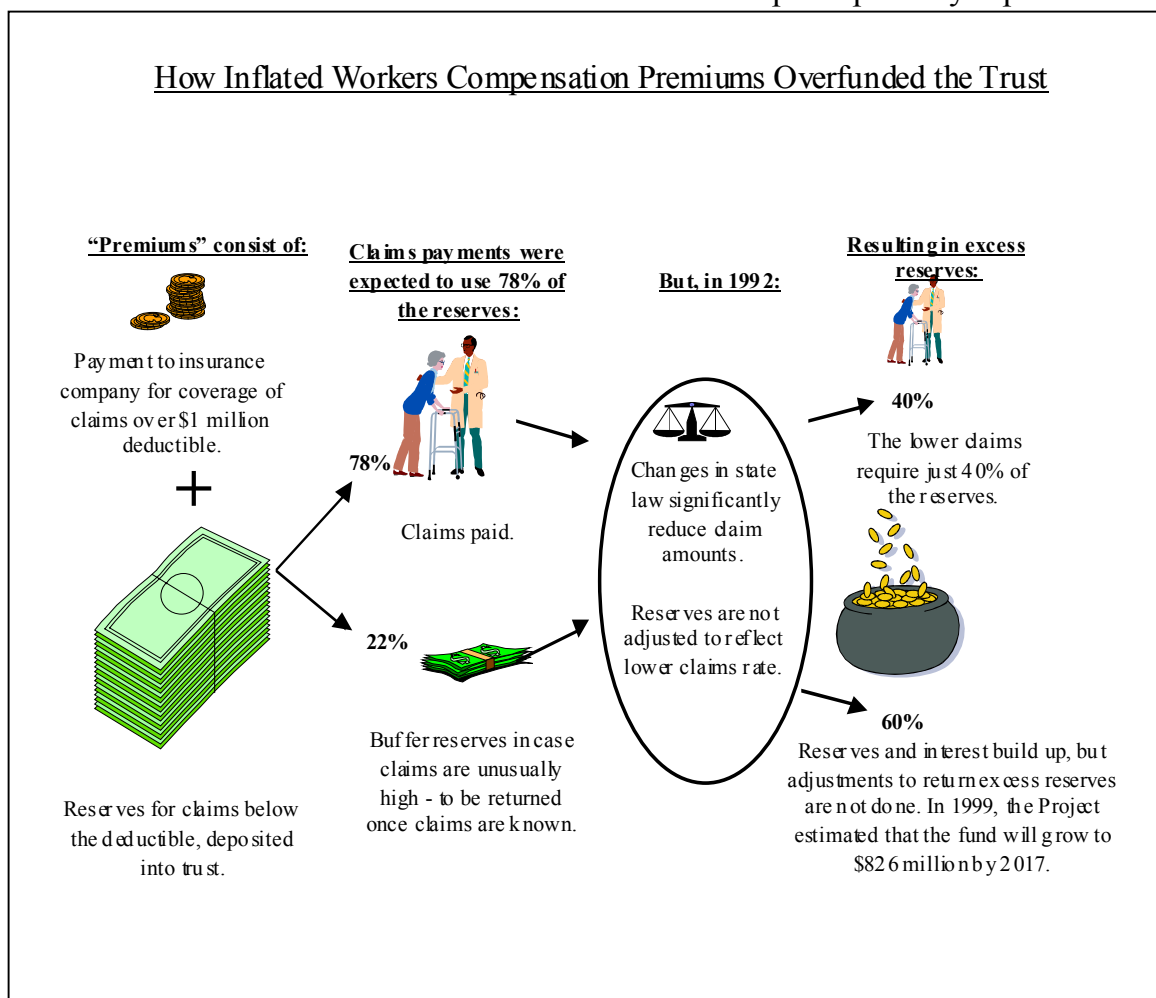 How Inflated Workers Compensation Premiums Overfunded the Trust
“Premiums” consist of:
Payment to insurance
company for coverage of
claims over $1 million
deductible.
+
Reserves for claims below
the deductible, deposited
into trust.
Claims payments were
expected to use 78% of
the reserves:
78%
Claims paid.
22%
Buffer reserves in case
claims are unusually
high - to be returned
once claims are known.
But, in 1992:
Changes in state
law significantly
reduce claim
amounts.
Reserves are not
adjusted to reflect
lower claims rate.
Resulting in excess
reserves:
40%
The lower claims
require just 40% of
the reserves.
60%
Reserves and interest build up, but
adjustments to return excess reserves
are not done. In 1999, the Project
estimated that the fund will grow to
$826 million by 2017.